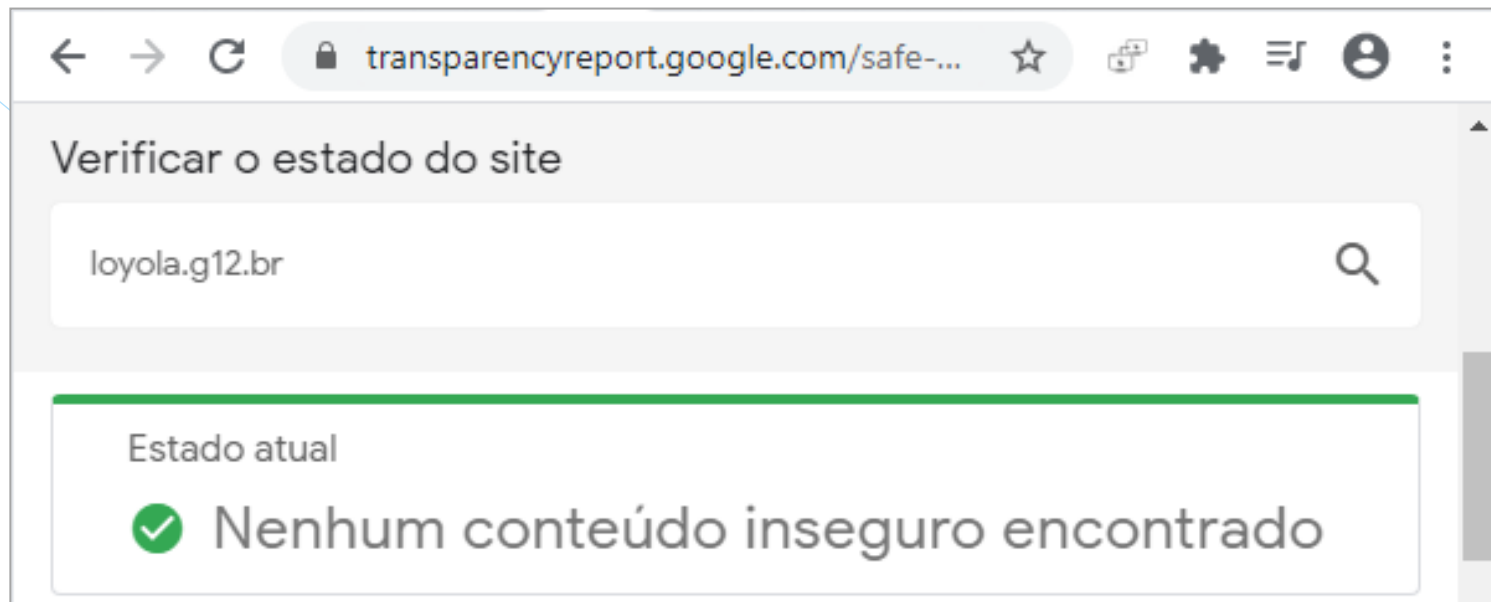 transparencyreport.google.com/safe-...
Verificar o estado do site
loyola.g12.br
Estado atual
Nenhum conteúdo inseguro encontrado